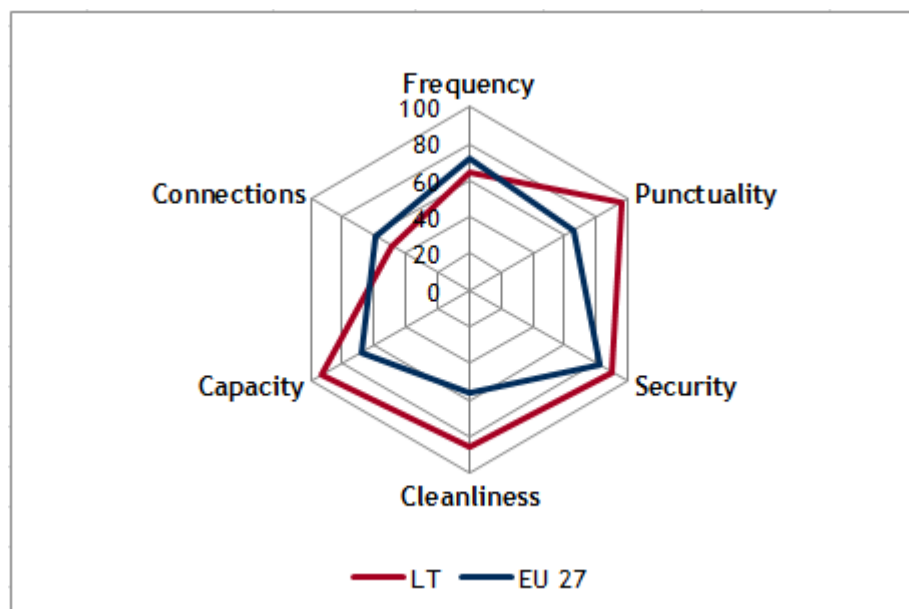 Frequency
100
80
Connections
60
Punctuality
40
20
0
Capacity
Security
Cleanliness
LT
EU 27